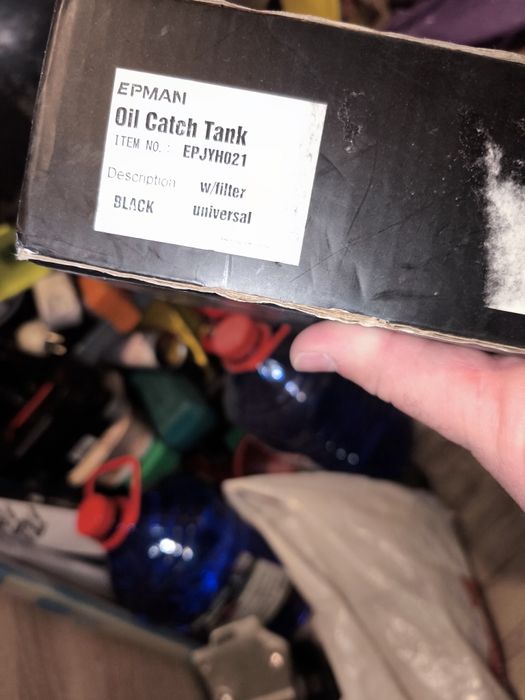 EPMAN
Oil Catch Tank
ITEM NO.: EPJYH021
Description w/filter
BLACK universal